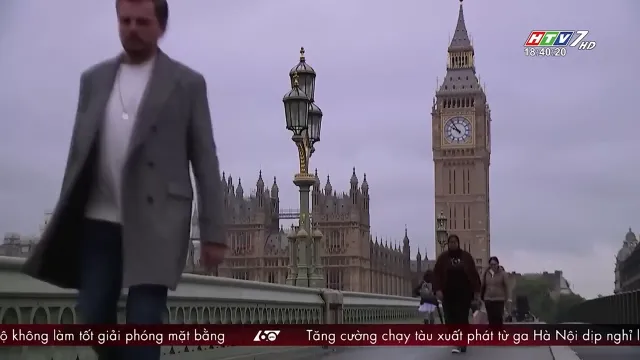 HTV7 HD
18:40:20
ộ không làm tốt giải phóng mặt bằng 60 Tăng cường chạy tàu xuất phát từ ga Hà Nội dịp nghỉ l